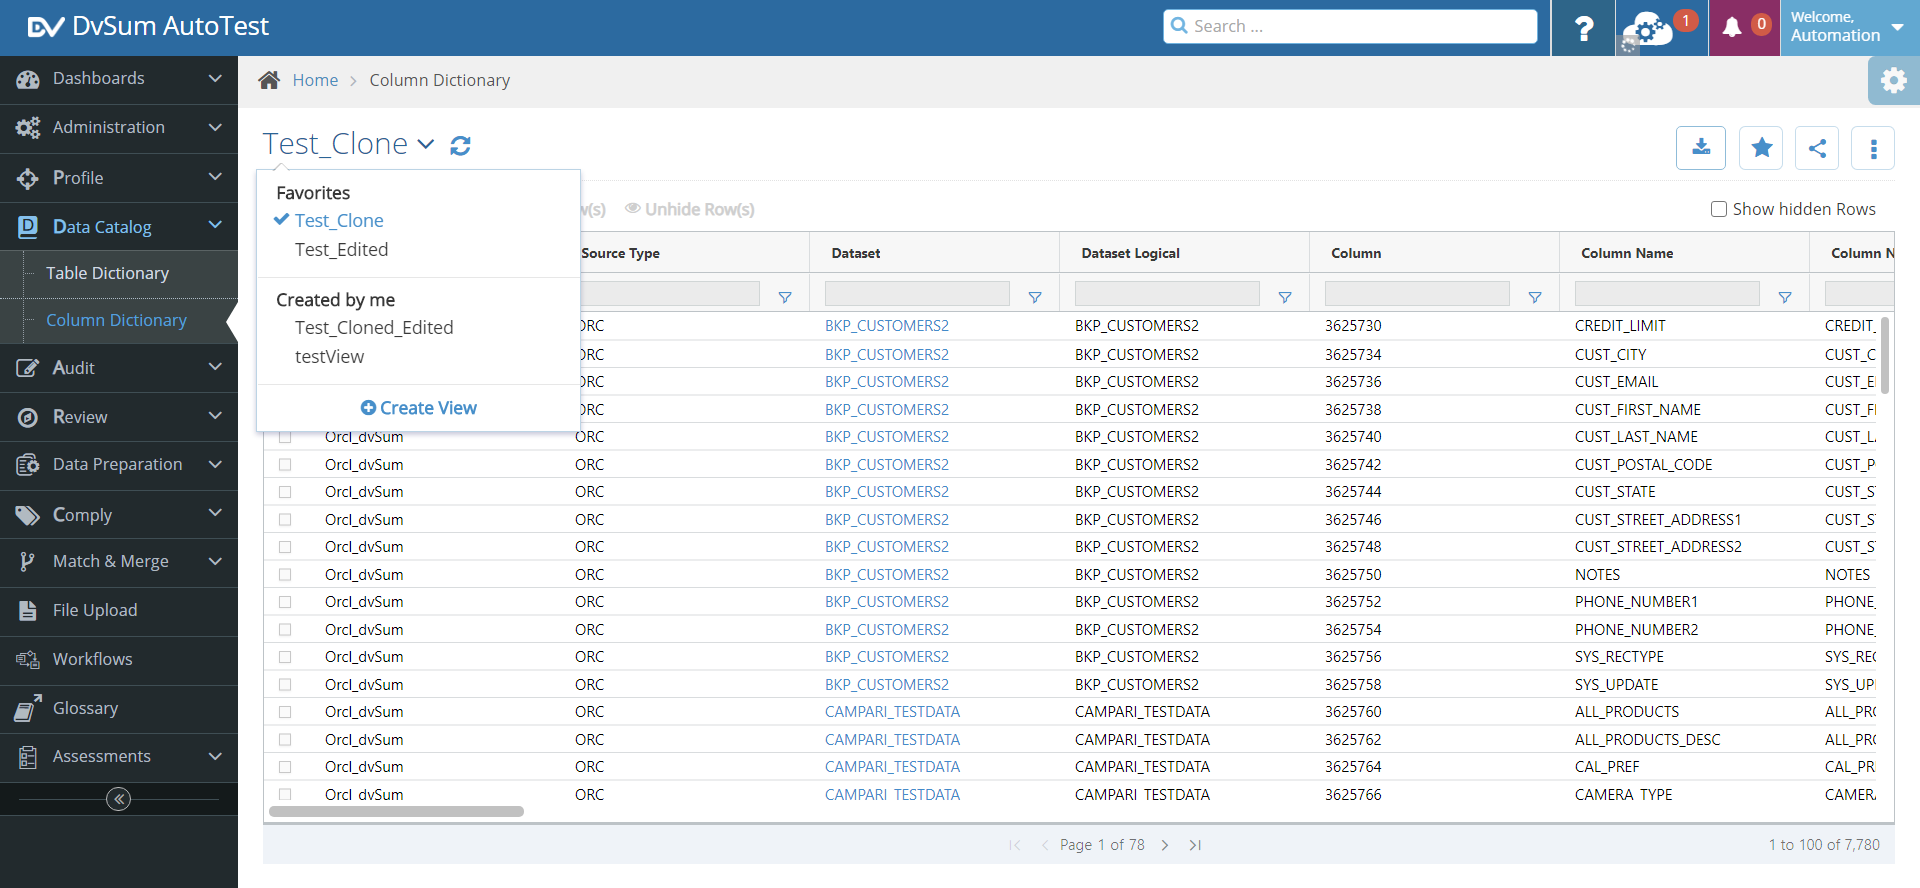 DV DvSum AutoTest
Search ...
?
1
0
Welcome,
Automation
Dashboards
Administration
Profile
Data Catalog
Table Dictionary
Column Dictionary
Audit
Review
Data Preparation
Comply
Match & Merge
File Upload
Workflows
Glossary
Assessments
Home > Column Dictionary
Test_Clone
Favorites
Test_Clone
Test_Edited
Created by me
Test_Cloned_Edited
testView
Create View
w(s) Unhide Row(s)
Show hidden Rows
Source Type Dataset Dataset Logical Column Column Name Column N
ORC BKP_CUSTOMERS2 BKP_CUSTOMERS2 3625730 CREDIT_LIMIT CREDIT_
ORC BKP_CUSTOMERS2 BKP_CUSTOMERS2 3625734 CUST_CITY CUST_C
ORC BKP_CUSTOMERS2 BKP_CUSTOMERS2 3625736 CUST_EMAIL CUST_E
ORC BKP_CUSTOMERS2 BKP_CUSTOMERS2 3625738 CUST_FIRST_NAME CUST_F
Orcl_dvSum ORC BKP_CUSTOMERS2 BKP_CUSTOMERS2 3625740 CUST_LAST_NAME CUST_L
Orcl_dvSum ORC BKP_CUSTOMERS2 BKP_CUSTOMERS2 3625742 CUST_POSTAL_CODE CUST_P
Orcl_dvSum ORC BKP_CUSTOMERS2 BKP_CUSTOMERS2 3625744 CUST_STATE CUST_S
Orcl_dvSum ORC BKP_CUSTOMERS2 BKP_CUSTOMERS2 3625746 CUST_STREET_ADDRESS1 CUST_S
Orcl_dvSum ORC BKP_CUSTOMERS2 BKP_CUSTOMERS2 3625748 CUST_STREET_ADDRESS2 CUST_S
Orcl_dvSum ORC BKP_CUSTOMERS2 BKP_CUSTOMERS2 3625750 NOTES NOTES
Orcl_dvSum ORC BKP_CUSTOMERS2 BKP_CUSTOMERS2 3625752 PHONE_NUMBER1 PHONE_
Orcl_dvSum ORC BKP_CUSTOMERS2 BKP_CUSTOMERS2 3625754 PHONE_NUMBER2 PHONE_
Orcl_dvSum ORC BKP_CUSTOMERS2 BKP_CUSTOMERS2 3625756 SYS_RECTYPE SYS_REC
Orcl_dvSum ORC BKP_CUSTOMERS2 BKP_CUSTOMERS2 3625758 SYS_UPDATE SYS_UP
Orcl_dvSum ORC CAMPARI_TESTDATA CAMPARI_TESTDATA 3625760 ALL_PRODUCTS ALL_PRO
Orcl_dvSum ORC CAMPARI_TESTDATA CAMPARI_TESTDATA 3625762 ALL_PRODUCTS_DESC ALL_PRO
Orcl_dvSum ORC CAMPARI_TESTDATA CAMPARI_TESTDATA 3625764 CAL_PREF CAL_PR
Orcl_dvSum ORC CAMPARI_TESTDATA CAMPARI_TESTDATA 3625766 CAMERA_TYPE CAMERA
Page 1 of 78
1 to 100 of 7,780